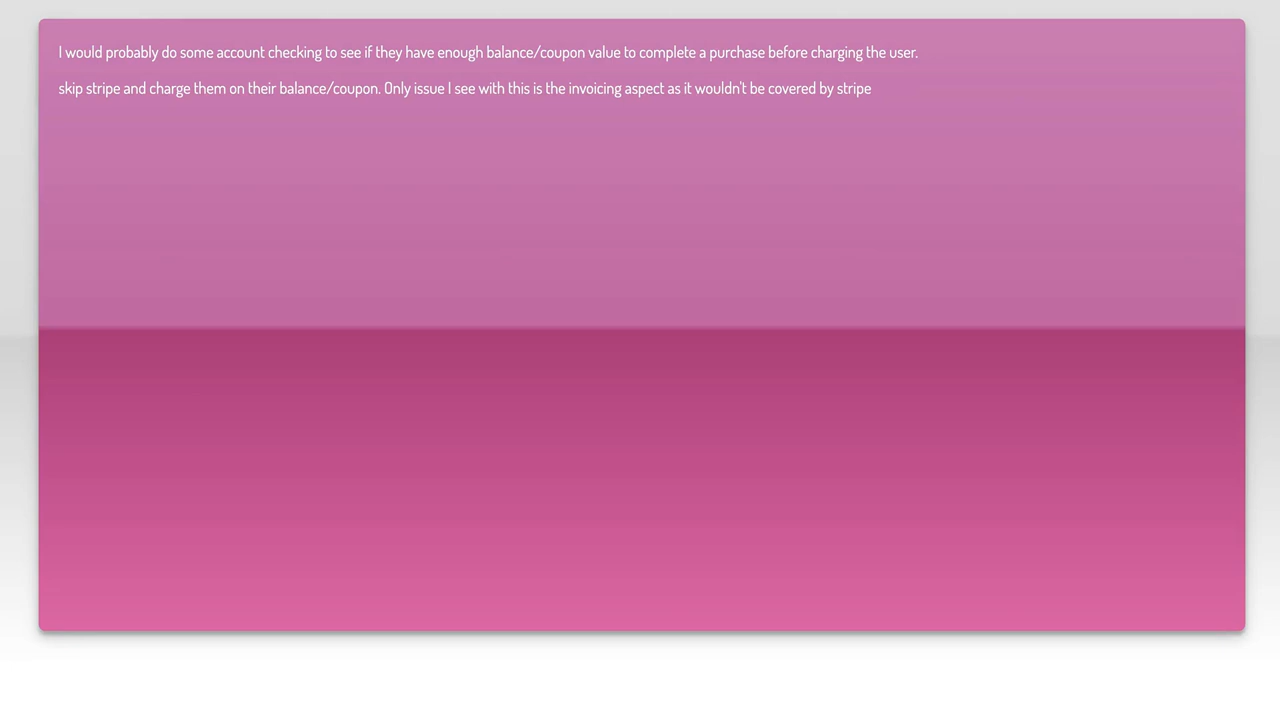 I would probably do some account checking to see if they have enough balance/coupon value to complete a purchase before charging the user.
skip stripe and charge them on their balance/coupon. Only issue I see with this is the invoicing aspect as it wouldn't be covered by stripe